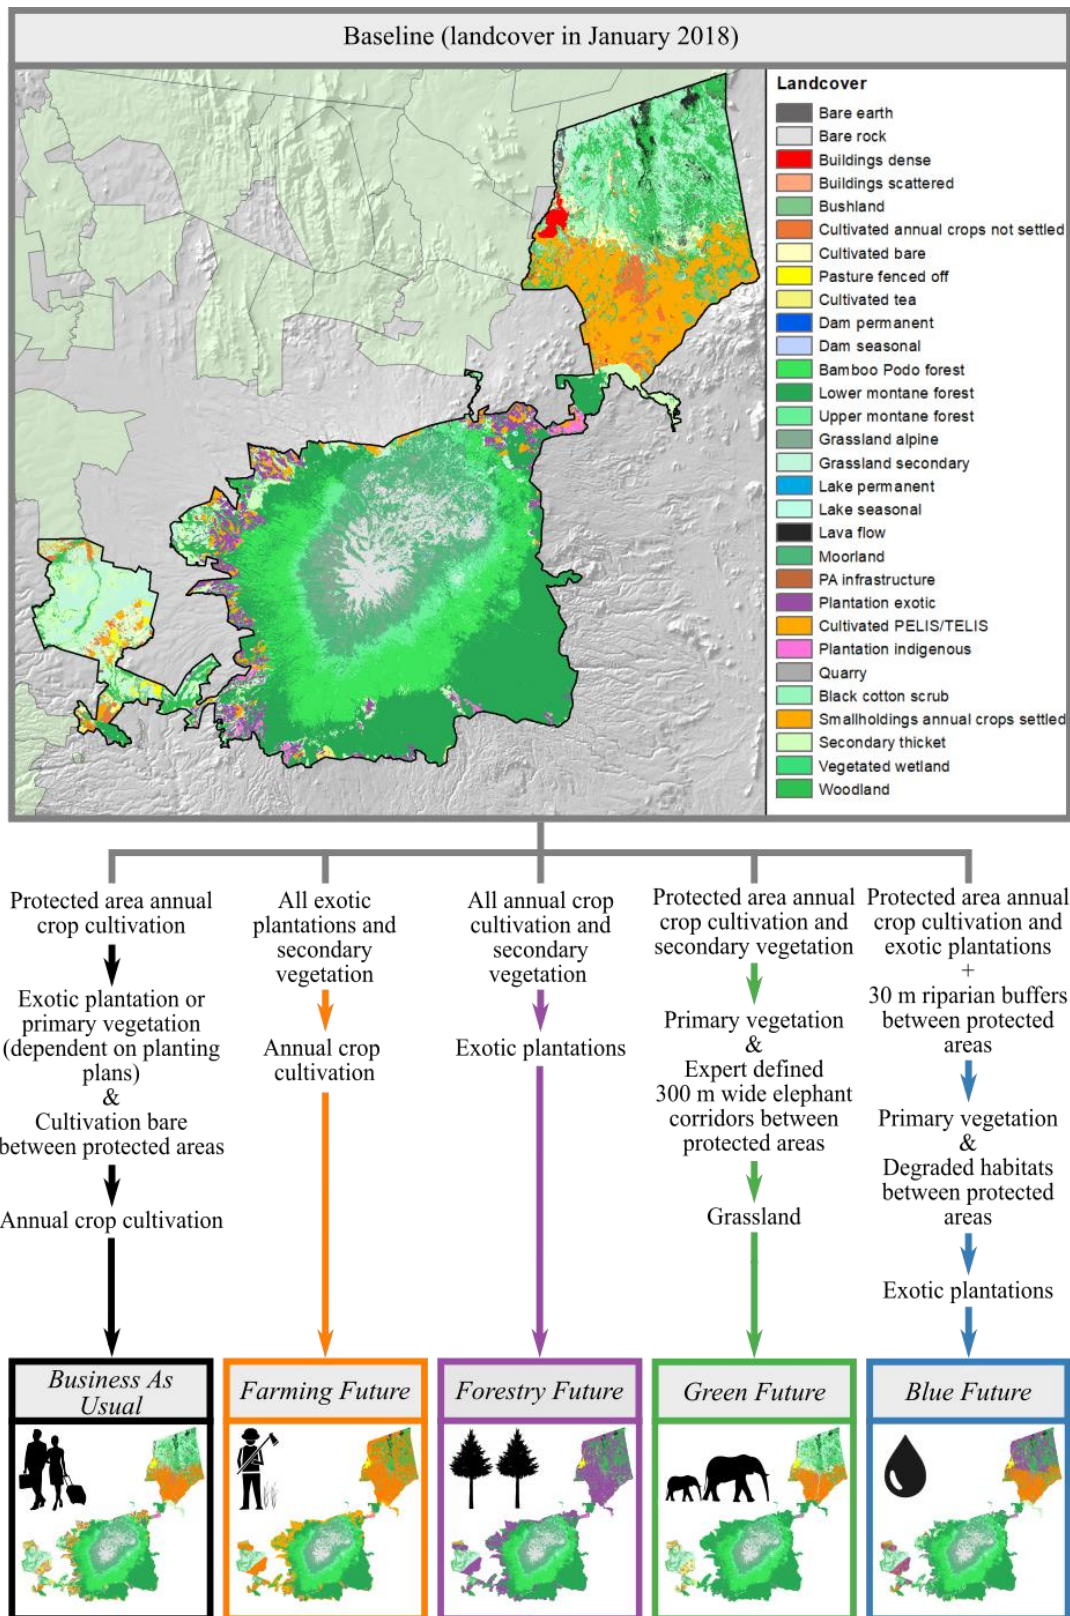 Baseline (landcover in January 2018)
Landcover
Bare earth
Bare rock
Buildings dense
Buildings scattered
Bushland
Cultivated annual crops not settled
Cultivated bare
Pasture fenced off
Cultivated tea
Dam permanent
Dam seasonal
Bamboo Podo forest
Lower montane forest
Upper montane forest
Grassland alpine
Grassland secondary
Lake permanent
Lake seasonal
Lava flow
Moorland
PA infrastructure
Plantation exotic
Cultivated PELIS/TELIS
Plantation indigenous
Quarry
Black cotton scrub
Smallholdings annual crops settled
Secondary thicket
Vegetated wetland
Woodland
Protected area annual
crop cultivation
Exotic plantation or
primary vegetation
(dependent on planting
plans)
&
Cultivation bare
between protected areas
Annual crop cultivation
Business As
Usual
All exotic
plantations and
secondary
vegetation
Annual crop
cultivation
Farming Future
All annual crop
cultivation and
secondary
vegetation
Exotic plantations
Forestry Future
Protected area annual
crop cultivation and
secondary vegetation
Primary vegetation
&
Expert defined
300 m wide elephant
corridors between
protected areas
Grassland
Green Future
Protected area annual
crop cultivation and
exotic plantations
+
30 m riparian buffers
between protected
areas
Primary vegetation
&
Degraded habitats
between protected
areas
Exotic plantations
Blue Future